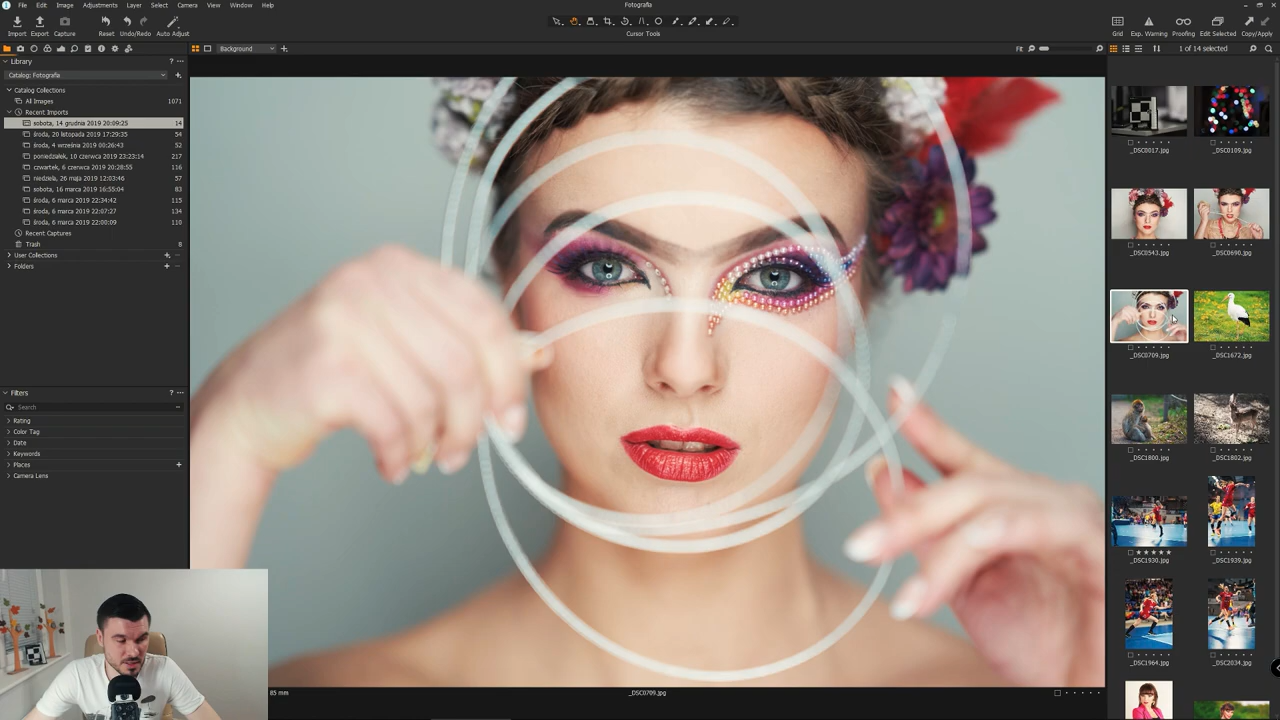 File Edit Image Adjustments Layer Select Camera View Window Help
Fotografia
Import Export Capture Reset Undo/Redo Auto Adjust
Cursor Tools
Grid Exp. Warning Proofing Edit Selected Copy/Apply
Background
Fit
1 of 14 selected
Library
Catalog: Fotografia
Catalog Collections
All Images 1071
Recent Imports
sobota, 14 grudnia 2019 20:09:25 14
środa, 20 listopada 2019 17:29:35 54
środa, 4 września 2019 00:26:43 52
poniedziałek, 10 czerwca 2019 23:23:14 217
czwartek, 6 czerwca 2019 20:28:55 116
niedziela, 26 maja 2019 12:03:46 57
sobota, 16 marca 2019 16:55:04 83
środa, 6 marca 2019 22:34:42 115
środa, 6 marca 2019 22:07:27 134
środa, 6 marca 2019 22:00:09 110
Recent Captures
Trash 8
User Collections
Folders
Filters
Search
Rating
Color Tag
Date
Keywords
Places
Camera Lens
85 mm
_DSC0709.jpg
_DSC0017.jpg _DSC0109.jpg
_DSC0543.jpg _DSC0690.jpg
_DSC0709.jpg _DSC1672.jpg
_DSC1800.jpg _DSC1802.jpg
_DSC1930.jpg _DSC1939.jpg
_DSC1964.jpg _DSC2034.jpg